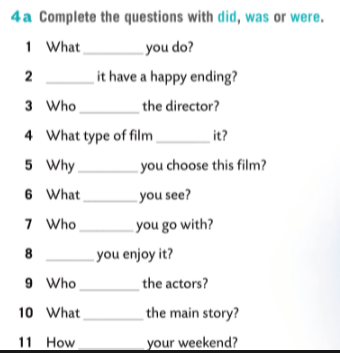 4a Complete the questions with did, was or were.
1 What ________ you do?
2 ________ it have a happy ending?
3 Who ________ the director?
4 What type of film ________ it?
5 Why ________ you choose this film?
6 What ________ you see?
7 Who ________ you go with?
8 ________ you enjoy it?
9 Who ________ the actors?
10 What ________ the main story?
11 How ________ your weekend?